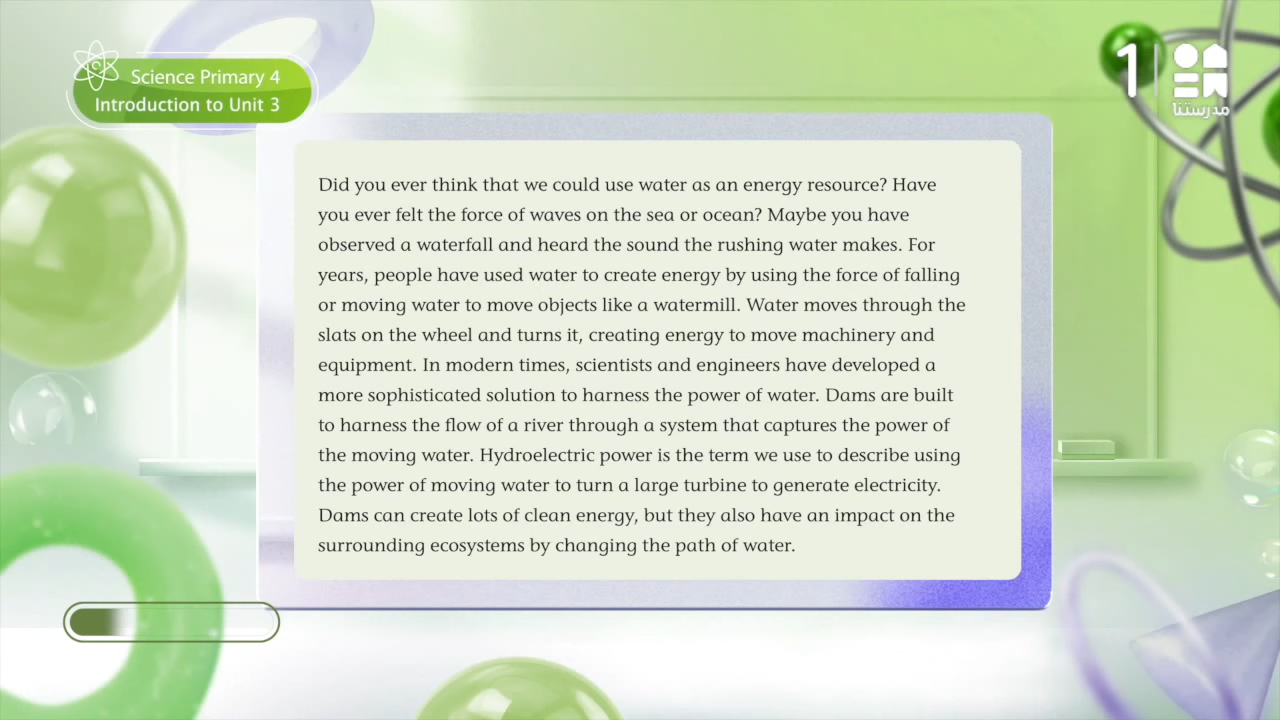 Science Primary 4
Introduction to Unit 3
1
مدرستنا
Did you ever think that we could use water as an energy resource? Have
you ever felt the force of waves on the sea or ocean? Maybe you have
observed a waterfall and heard the sound the rushing water makes. For
years, people have used water to create energy by using the force of falling
or moving water to move objects like a watermill. Water moves through the
slats on the wheel and turns it, creating energy to move machinery and
equipment. In modern times, scientists and engineers have developed a
more sophisticated solution to harness the power of water. Dams are built
to harness the flow of a river through a system that captures the power of
the moving water. Hydroelectric power is the term we use to describe using
the power of moving water to turn a large turbine to generate electricity.
Dams can create lots of clean energy, but they also have an impact on the
surrounding ecosystems by changing the path of water.